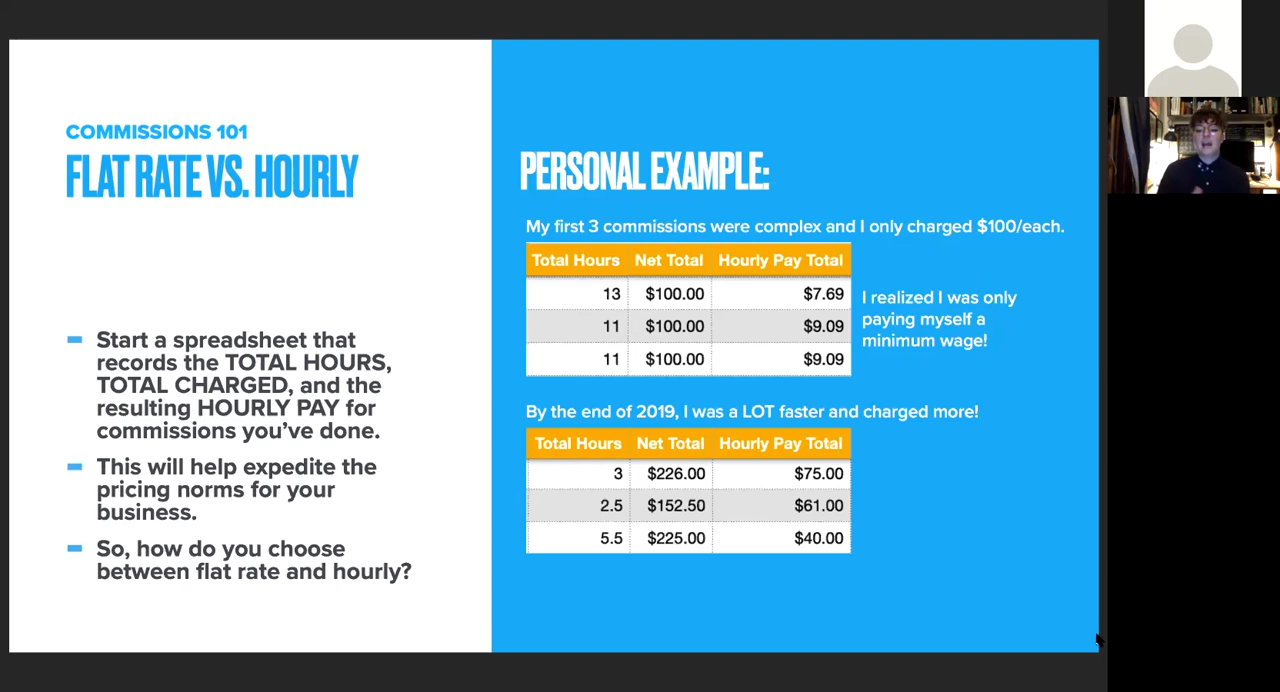 COMMISSIONS 101
FLAT RATE VS. HOURLY
Start a spreadsheet that
records the TOTAL HOURS,
TOTAL CHARGED, and the
resulting HOURLY PAY for
commissions you've done.
This will help expedite the
pricing norms for your
business.
So, how do you choose
between flat rate and hourly?
PERSONAL EXAMPLE:
My first 3 commissions were complex and I only charged $100/each.
Total Hours Net Total Hourly Pay Total
13 $100.00 $7.69
11 $100.00 $9.09
11 $100.00 $9.09
I realized I was only
paying myself a
minimum wage!
By the end of 2019, I was a LOT faster and charged more!
Total Hours Net Total Hourly Pay Total
3 $226.00 $75.00
2.5 $152.50 $61.00
5.5 $225.00 $40.00